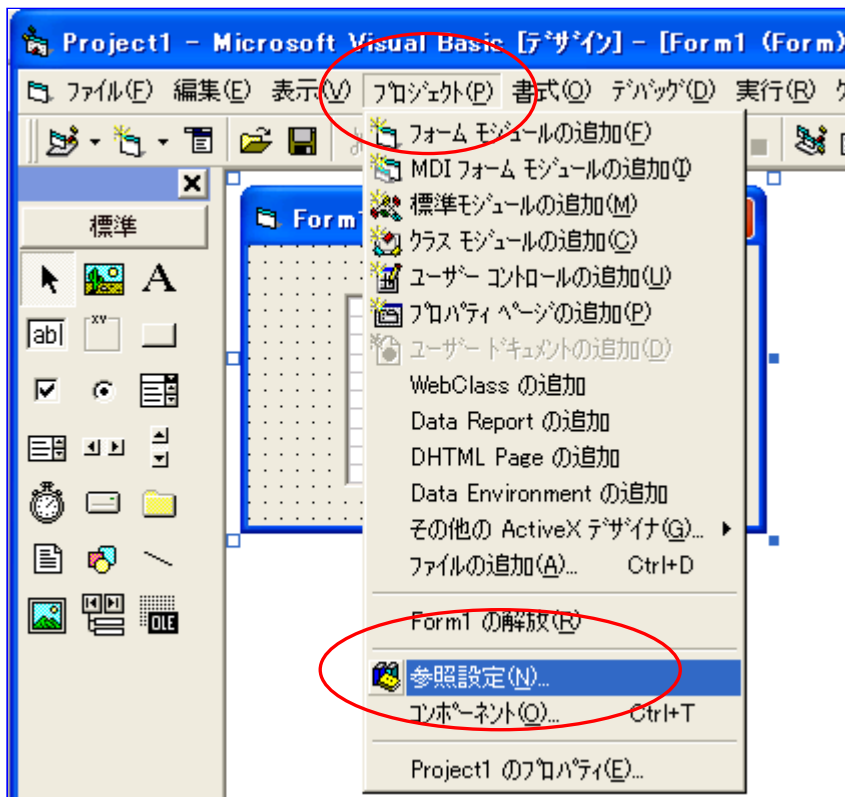 Project1 - Microsoft Visual Basic [ﾃﾞｻﾞｲﾝ] - [Form1 (Form)
ﾌｧｲﾙ(F) 編集(E) 表示(V) ﾌﾟﾛｼﾞｪｸﾄ(P) 書式(O) ﾃﾞﾊﾞｯｸﾞ(D) 実行(R)
標準
Form
A
abl
xv
OLE
ﾌｫｰﾑ ﾓｼﾞｭｰﾙの追加(F)
MDI ﾌｫｰﾑ ﾓｼﾞｭｰﾙの追加(I)
標準ﾓｼﾞｭｰﾙの追加(M)
ｸﾗｽ ﾓｼﾞｭｰﾙの追加(C)
ﾕｰｻﾞｰ ｺﾝﾄﾛｰﾙの追加(U)
ﾌﾟﾛﾊﾟﾃｨ ﾍﾟｰｼﾞの追加(P)
ﾕｰｻﾞｰ ﾄﾞｷｭﾒﾝﾄの追加(D)
WebClass の追加
Data Report の追加
DHTML Page の追加
Data Environment の追加
その他の ActiveX ﾃﾞｻﾞｲﾅ(G)...
ﾌｧｲﾙの追加(A)... Ctrl+D
Form1 の解放(R)
参照設定(N)...
ｺﾝﾎﾟｰﾈﾝﾄ(O)... Ctrl+T
Project1 のﾌﾟﾛﾊﾟﾃｨ(E)...